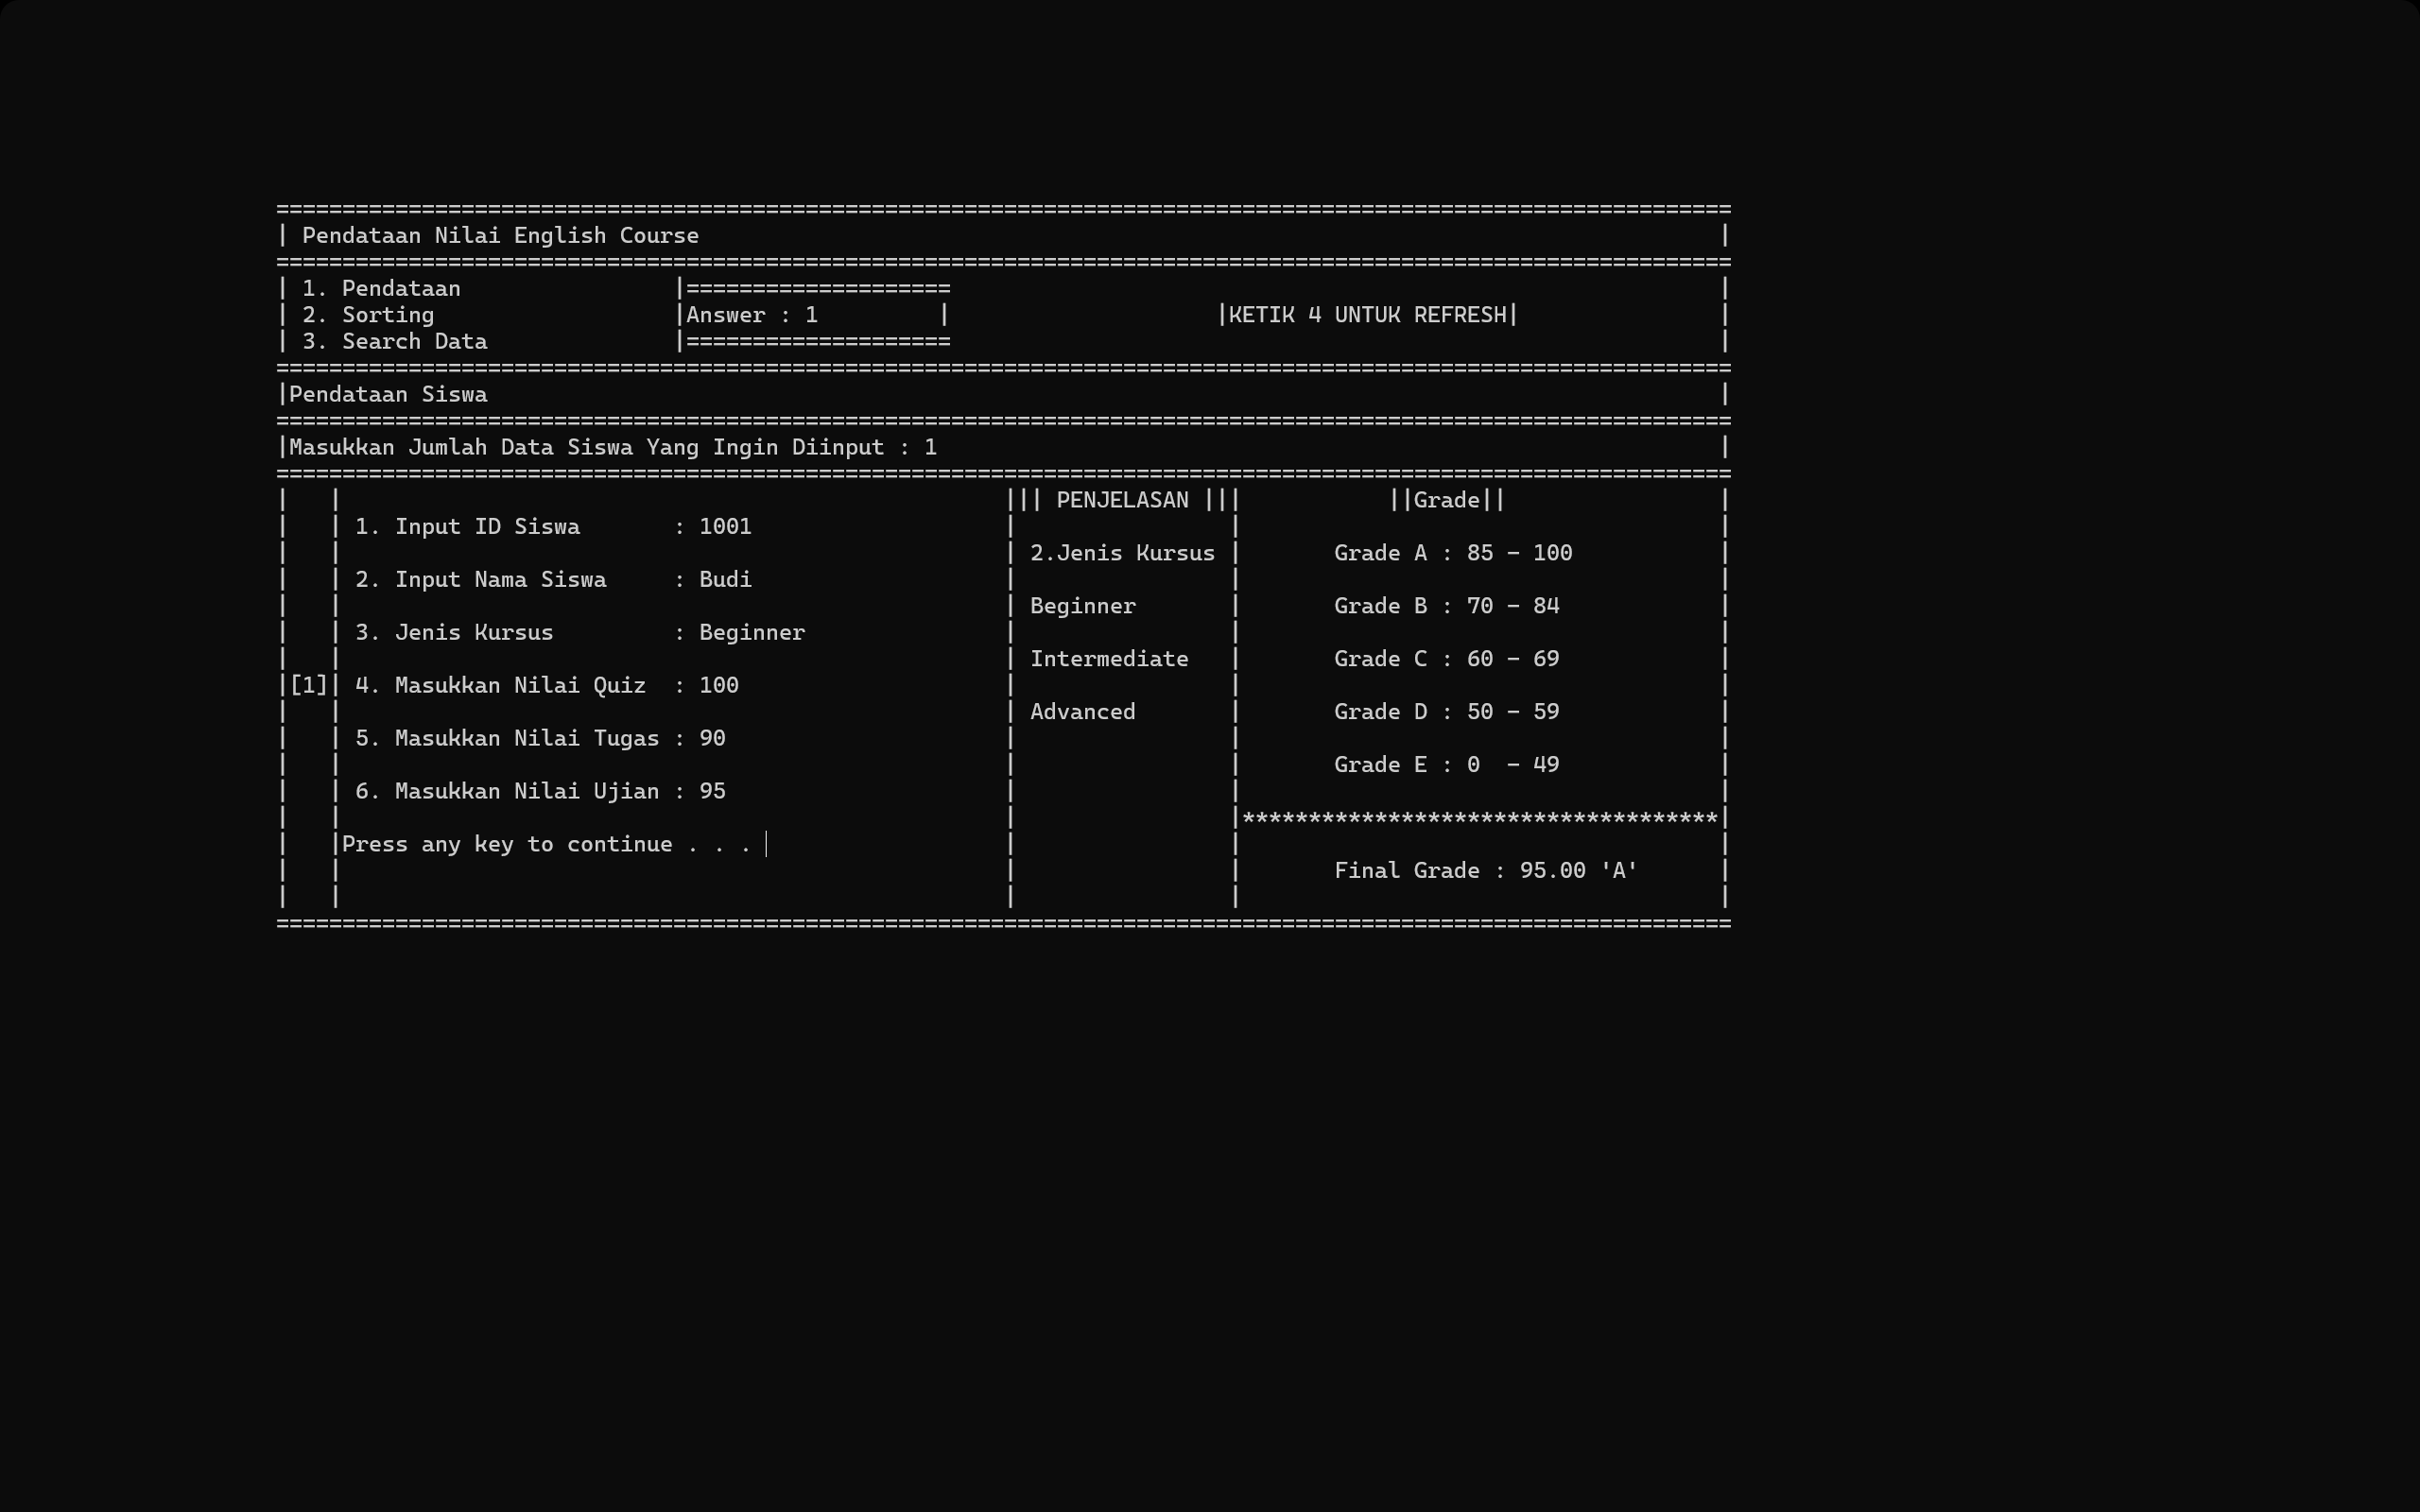 ==============================================================================================================
| Pendataan Nilai English Course                                                                             |
==============================================================================================================
| 1. Pendataan                |====================                                                          |
| 2. Sorting                  |Answer : 1         |                    |KETIK 4 UNTUK REFRESH|               |
| 3. Search Data              |====================                                                          |
==============================================================================================================
|Pendataan Siswa                                                                                             |
==============================================================================================================
|Masukkan Jumlah Data Siswa Yang Ingin Diinput : 1                                                           |
==============================================================================================================
|   |                                                  ||| PENJELASAN |||           ||Grade||                |
|   | 1. Input ID Siswa       : 1001                   |                |                                    |
|   |                                                  | 2.Jenis Kursus |       Grade A : 85 - 100           |
|   | 2. Input Nama Siswa     : Budi                   |                |                                    |
|   |                                                  | Beginner       |       Grade B : 70 - 84            |
|   | 3. Jenis Kursus         : Beginner               |                |                                    |
|   |                                                  | Intermediate   |       Grade C : 60 - 69            |
|[1]| 4. Masukkan Nilai Quiz  : 100                    |                |                                    |
|   |                                                  | Advanced       |       Grade D : 50 - 59            |
|   | 5. Masukkan Nilai Tugas : 90                     |                |                                    |
|   |                                                  |                |       Grade E : 0  - 49            |
|   | 6. Masukkan Nilai Ujian : 95                     |                |                                    |
|   |                                                  |                |************************************|
|   |Press any key to continue . . .                   |                |                                    |
|   |                                                  |                |       Final Grade : 95.00 'A'      |
|   |                                                  |                |                                    |
==============================================================================================================